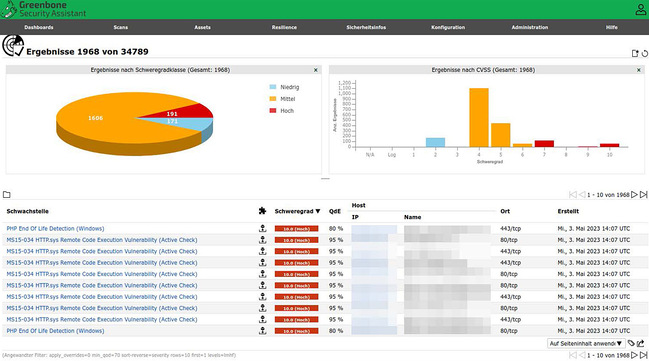 Greenbone
Security Assistant
Dashboards Scans Assets Resilience SicherheitsInfos Konfiguration Administration Hilfe
Ergebnisse 1968 von 34789
Ergebnisse nach Schweregradklasse (Gesamt: 1968) ×
1606
191
171
Niedrig
Mittel
Hoch
Ergebnisse nach CVSS (Gesamt: 1968) ×
Anz. Ergebnisse
1,200
1,100
1,000
900
800
700
600
500
400
300
200
100
0
N/A Log 1 2 3 4 5 6 7 8 9 10
Schweregrad
1 - 10 von 1968
Schwachstelle Schweregrad ▼ QdE Host Ort Erstellt
IP Name
PHP End Of Life Detection (Windows) 10.0 (Hoch) 80 % 443/tcp Mi., 3. Mai 2023 14:07 UTC
MS15-034 HTTP.sys Remote Code Execution Vulnerability (Active Check) 10.0 (Hoch) 95 % 80/tcp Mi., 3. Mai 2023 14:07 UTC
MS15-034 HTTP.sys Remote Code Execution Vulnerability (Active Check) 10.0 (Hoch) 95 % 80/tcp Mi., 3. Mai 2023 14:07 UTC
MS15-034 HTTP.sys Remote Code Execution Vulnerability (Active Check) 10.0 (Hoch) 95 % 443/tcp Mi., 3. Mai 2023 14:07 UTC
MS15-034 HTTP.sys Remote Code Execution Vulnerability (Active Check) 10.0 (Hoch) 95 % 80/tcp Mi., 3. Mai 2023 14:07 UTC
MS15-034 HTTP.sys Remote Code Execution Vulnerability (Active Check) 10.0 (Hoch) 95 % 443/tcp Mi., 3. Mai 2023 14:07 UTC
MS15-034 HTTP.sys Remote Code Execution Vulnerability (Active Check) 10.0 (Hoch) 95 % 443/tcp Mi., 3. Mai 2023 14:07 UTC
MS15-034 HTTP.sys Remote Code Execution Vulnerability (Active Check) 10.0 (Hoch) 95 % 443/tcp Mi., 3. Mai 2023 14:07 UTC
MS15-034 HTTP.sys Remote Code Execution Vulnerability (Active Check) 10.0 (Hoch) 95 % 80/tcp Mi., 3. Mai 2023 14:07 UTC
PHP End Of Life Detection (Windows) 10.0 (Hoch) 80 % 80/tcp Mi., 3. Mai 2023 14:07 UTC
Auf Seiteninhalt anwenden ▼
(Angewandter Filter: apply_overrides=0 min_qod=70 sort-reverse=severity rows=10 first=1 levels=lmhf)
1 - 10 von 1968